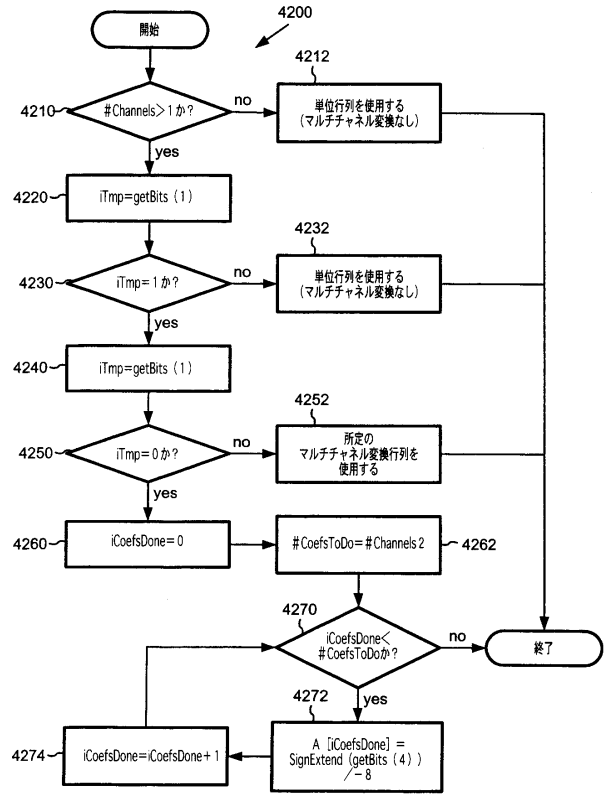 開始
4200
4210
#Channels＞1か？
no
4212
単位行列を使用する
（マルチチャネル変換なし）
yes
4220
iTmp＝getBits（1）
4230
iTmp＝1か？
no
4232
単位行列を使用する
（マルチチャネル変換なし）
yes
4240
iTmp＝getBits（1）
4250
iTmp＝0か？
no
4252
所定の
マルチチャネル変換行列を
使用する
yes
4260
iCoefsDone＝0
#CoefsToDo＝#Channels2
4262
4270
iCoefsDone＜
#CoefsToDoか？
no
終了
yes
4272
A［iCoefsDone］＝
SignExtend（getBits（4））
／－8
4274
iCoefsDone＝iCoefsDone＋1